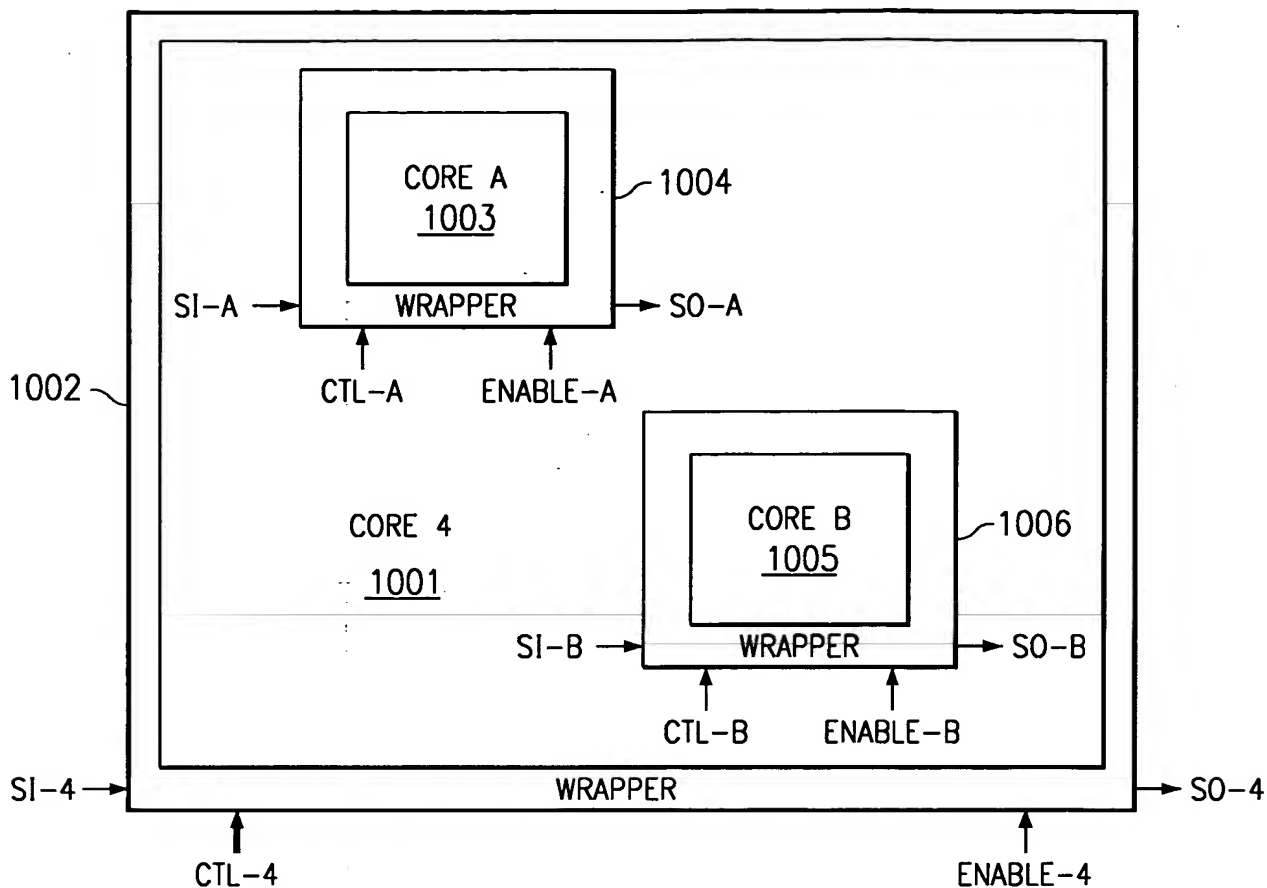 CORE A
1003
1004
SI-A
WRAPPER
SO-A
CTL-A
ENABLE-A
1002
CORE 4
1001
CORE B
1005
1006
SI-B
WRAPPER
SO-B
CTL-B
ENABLE-B
SI-4
WRAPPER
SO-4
CTL-4
ENABLE-4